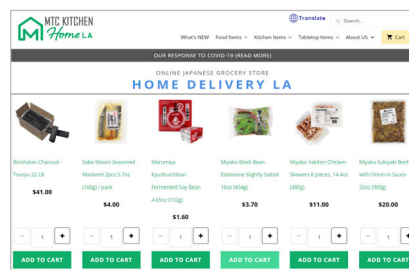 MTC KITCHEN
Home LA
Translate
Search...
What's NEW Food Items Kitchen Items Tabletop Items About US Cart
OUR RESPONSE TO COVID-19 (READ MORE)
ONLINE JAPANESE GROCERY STORE
HOME DELIVERY LA
Binchotan Charcoal -
Tounyu 22 LB
$41.00
Saba Mirin Seasoned
Mackerel 2pcs 5.7oz
(160g) / pack
$4.00
Marumiya
Kyushuichiban
Fermented Soy Bean
4.65oz (132g)
$1.60
Miyako Black Bean
Edamame Slightly Salted
16oz (454g)
$3.70
Miyako Yakitori Chicken
Skewers 8 pieces, 14.4oz
(400g)
$11.00
Miyako Sukiyaki Beef
with Onion in Sauce
32oz (900g)
$20.00
- 1 + - 1 + - 1 + - 1 + - 1 + - 1 +
ADD TO CART ADD TO CART ADD TO CART ADD TO CART ADD TO CART ADD TO CART